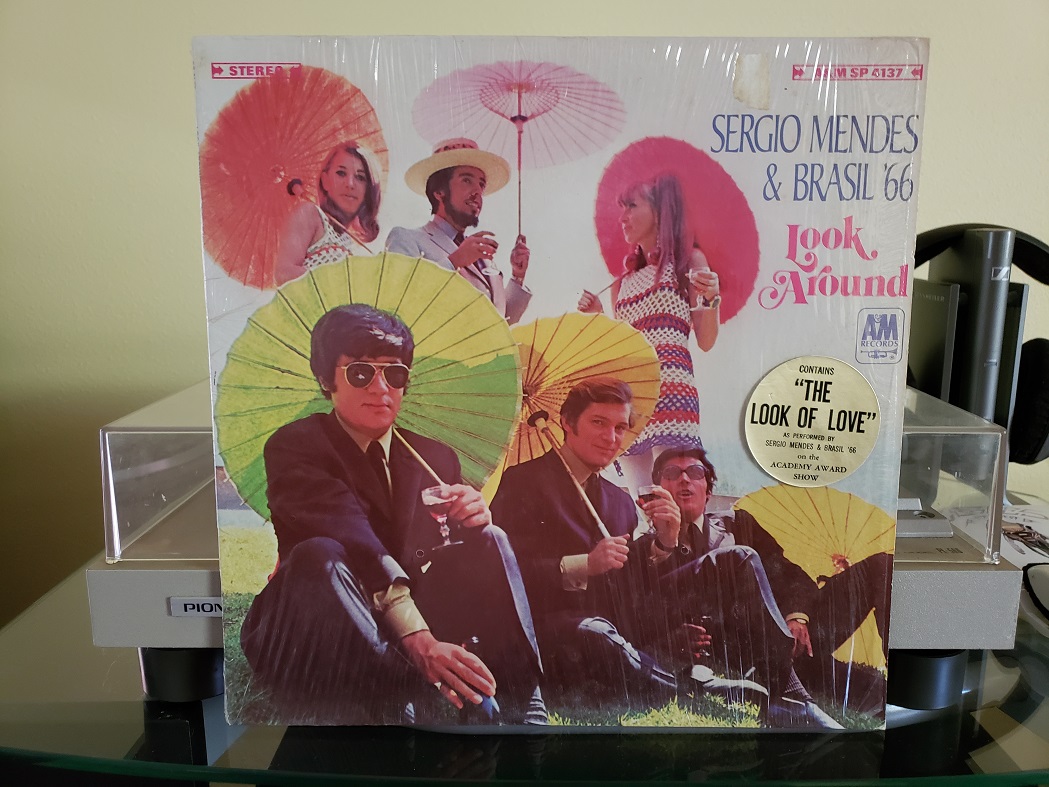 STEREO
A&M SP 4137
SERGIO MENDES
& BRASIL '66
Look
Around
A&M
RECORDS
CONTAINS
"THE
LOOK OF LOVE"
AS PERFORMED BY
SERGIO MENDES & BRASIL '66
on the
ACADEMY AWARD
SHOW
PION